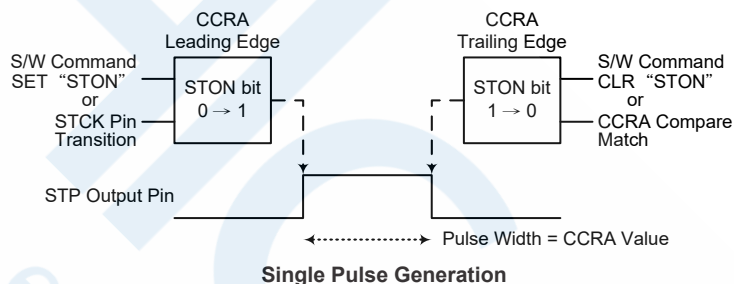 CCRA
Leading Edge
S/W Command
SET “STON”
or
STCK Pin
Transition
STON bit
0 → 1
CCRA
Trailing Edge
STON bit
1 → 0
S/W Command
CLR “STON”
or
CCRA Compare
Match
STP Output Pin
Pulse Width = CCRA Value
Single Pulse Generation